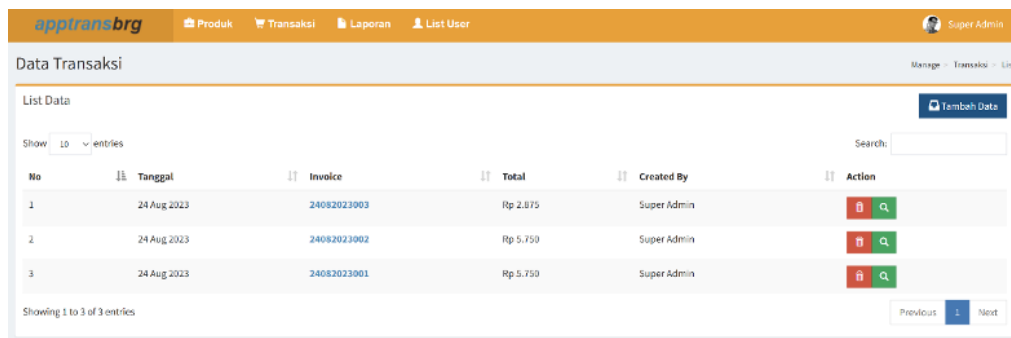 apptransbrg Produk Transaksi Laporan List User Super Admin
Data Transaksi Manage > Transaksi >
List Data Tambah Data
Show 10 entries Search:
No Tanggal Invoice Total Created By Action
1 24 Aug 2023 24082023003 Rp 2.875 Super Admin
2 24 Aug 2023 24082023002 Rp 5.750 Super Admin
3 24 Aug 2023 24082023001 Rp 5.750 Super Admin
Showing 1 to 3 of 3 entries Previous 1 Next